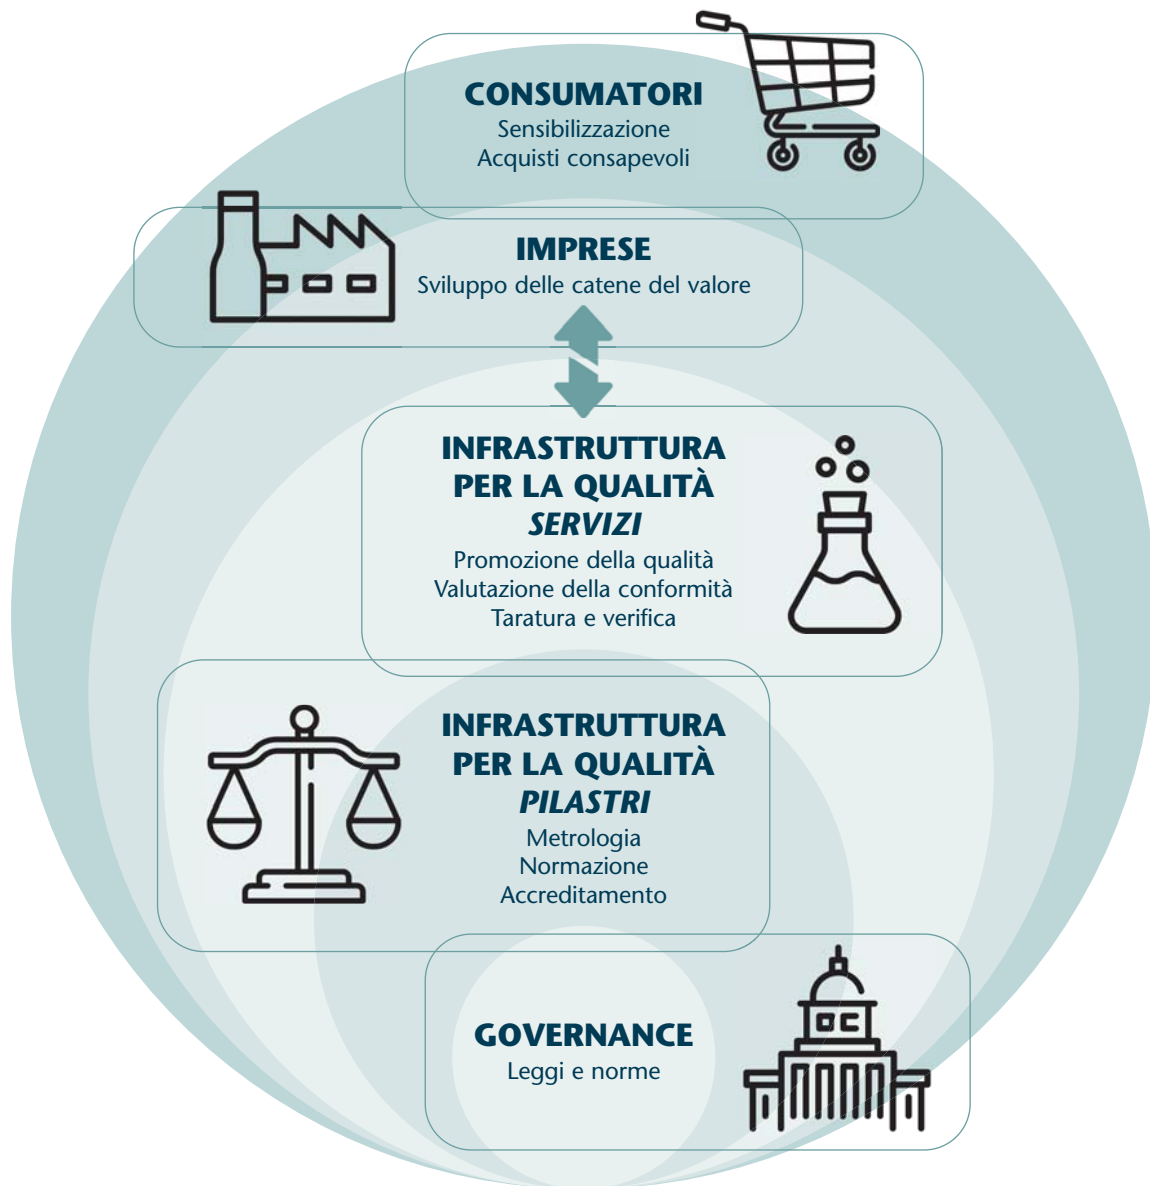 CONSUMATORI
Sensibilizzazione
Acquisti consapevoli
IMPRESE
Sviluppo delle catene del valore
INFRASTRUTTURA
PER LA QUALITÀ
SERVIZI
Promozione della qualità
Valutazione della conformità
Taratura e verifica
INFRASTRUTTURA
PER LA QUALITÀ
PILASTRI
Metrologia
Normazione
Accreditamento
GOVERNANCE
Leggi e norme